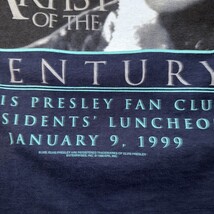 ARTIST
OF THE
CENTURY
IS PRESLEY FAN CLU
SIDENTS' LUNCHEO
JANUARY 9, 1999